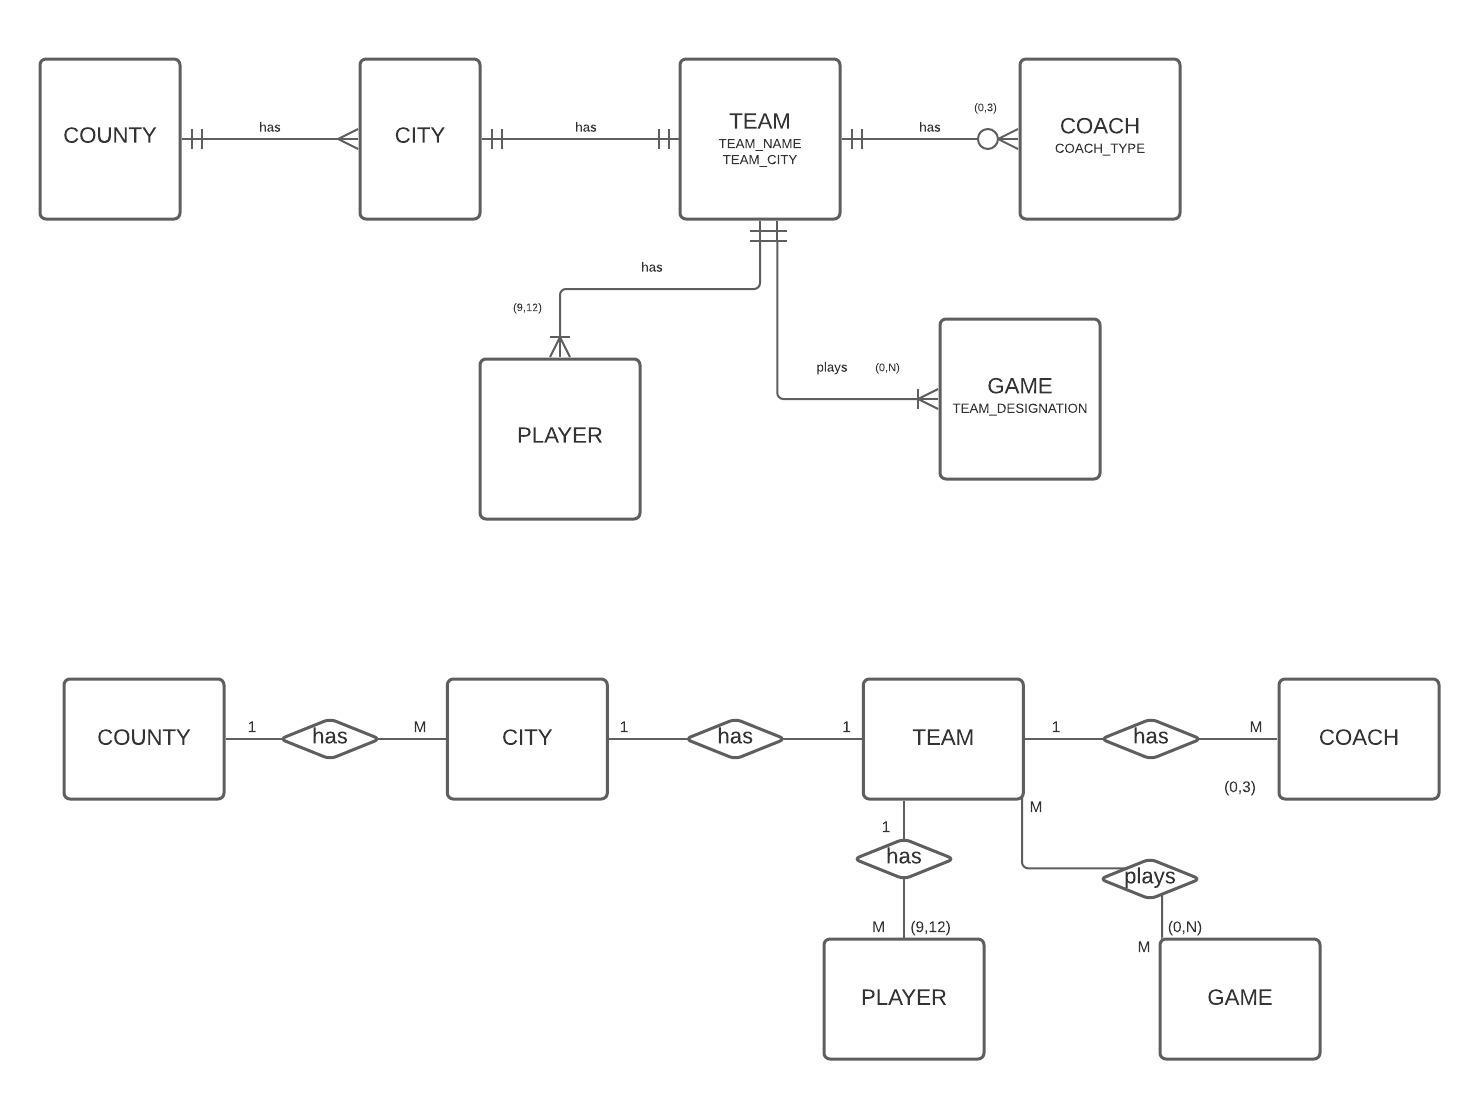 COUNTY
has
CITY
has
TEAM
TEAM_NAME
TEAM_CITY
has
(0,3)
COACH
COACH_TYPE
has
(9,12)
PLAYER
plays
(0,N)
GAME
TEAM_DESIGNATION
COUNTY
1
has
M
CITY
1
has
1
TEAM
1
has
M
(0,3)
COACH
1
has
M
(9,12)
PLAYER
M
plays
(0,N)
M
GAME